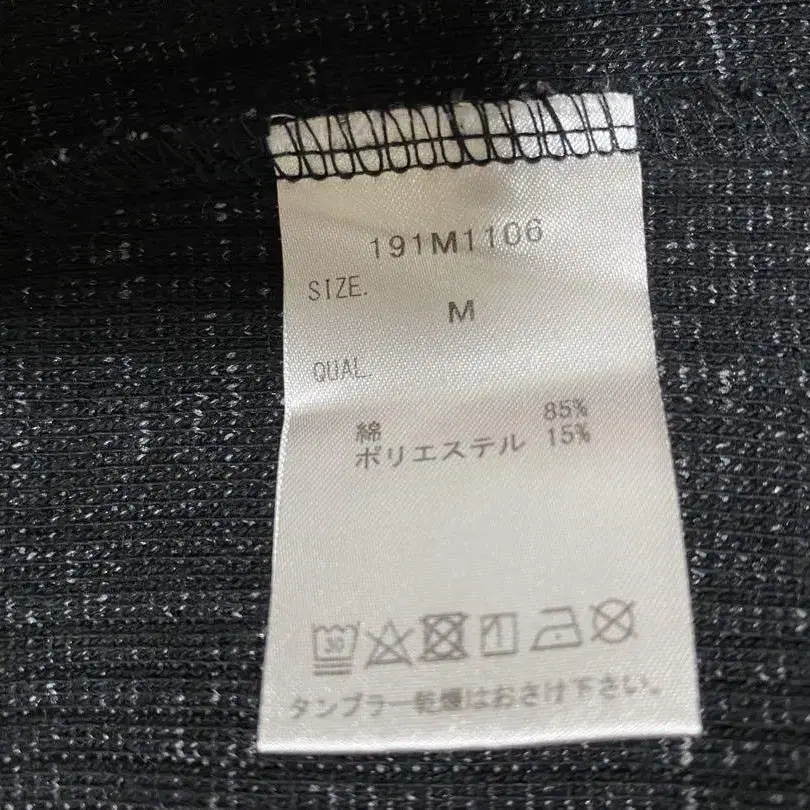 191M1106
SIZE.
M
QUAL.
綿 85%
ポリエステル 15%
30
タンブラー乾燥はおさけ下さい。